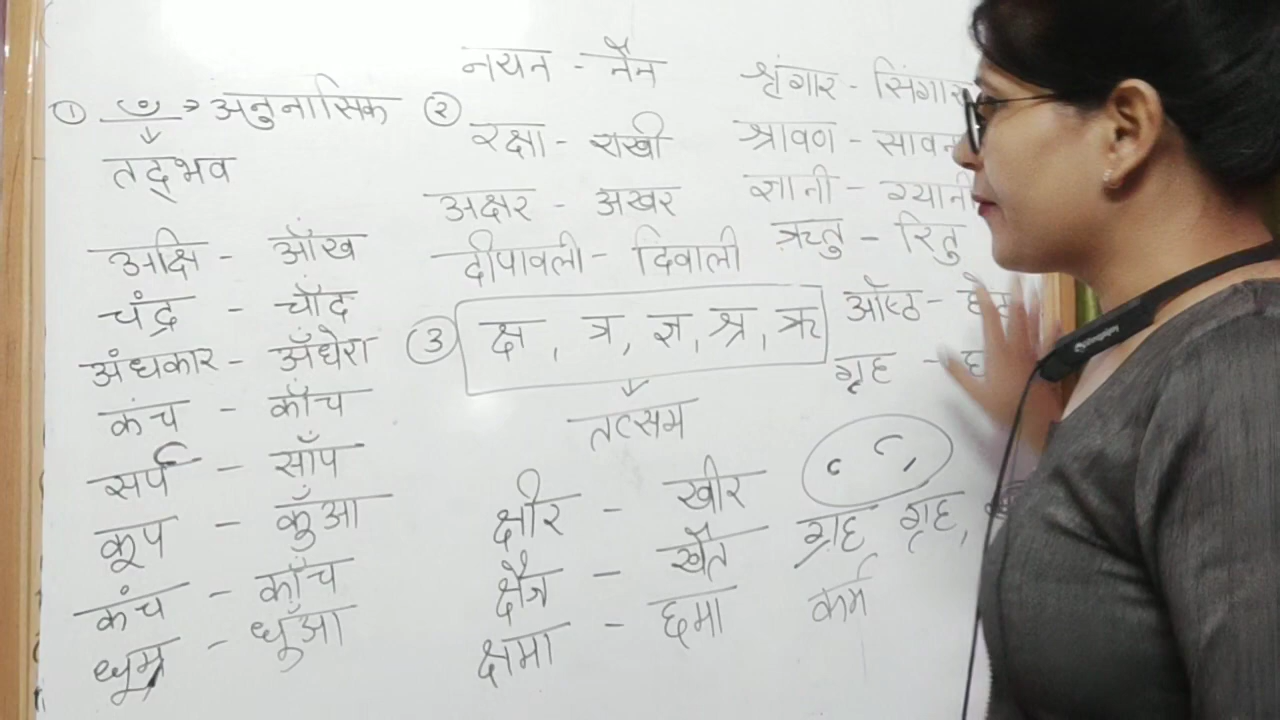 ① ँ → अनुनासिक
↓
तद्भव
अक्षि - आँख
चंद्र - चाँद
अंधकार - अँधेरा
कंच - काँच
सर्प - साँप
कूप - कुँआ
कंच - काँच
धूम्र - धुँआ
②
नयन - नैन
रक्षा - राखी
अक्षर - अखर
दीपावली - दिवाली
③ क्ष, त्र, ज्ञ, श्र, ऋ
↓
तत्सम
क्षीर - खीर
क्षैत्र - खैत
क्षमा - छमा
शृंगार - सिंगार
श्रावण - सावन
ज्ञानी - ग्यानी
ऋतु - रितु
ऑष्ठ -
गृह -
ग्रह गृह,
कर्म